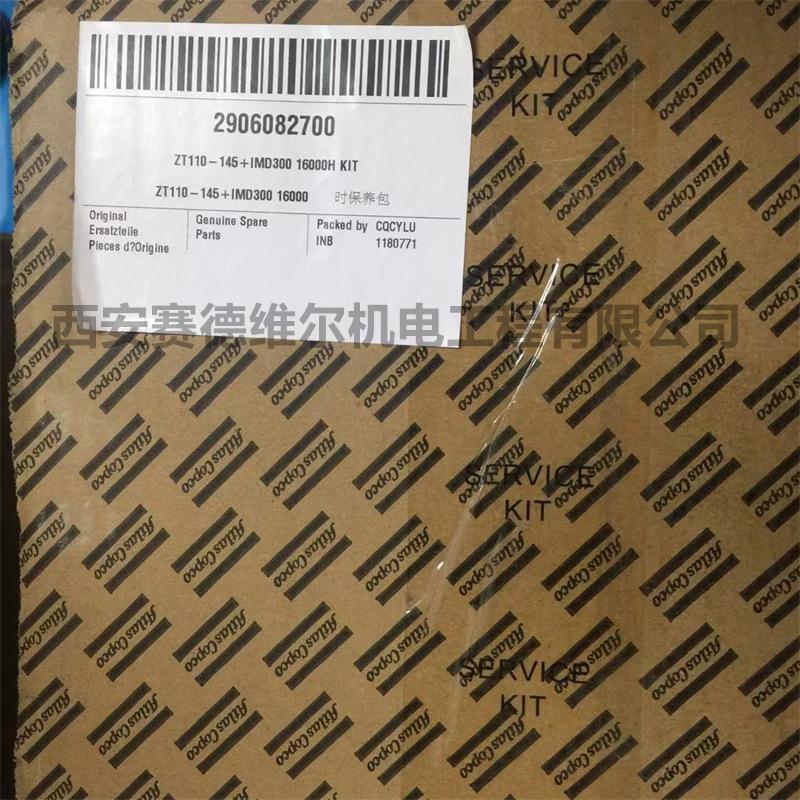 SERVICE
KIT
2906082700
ZT110-145+IMD300 16000H KIT
ZT110-145+IMD300 16000 时保养包
Original
Ersatzteile
Pieces d?Origine
Genuine Spare
Parts
Packed by CQCYLU
INB 1180771
SERVICE
KIT
西安赛德维尔机电工程有限公司
Atlas Copco
SERVICE
KIT
SERVICE
KIT